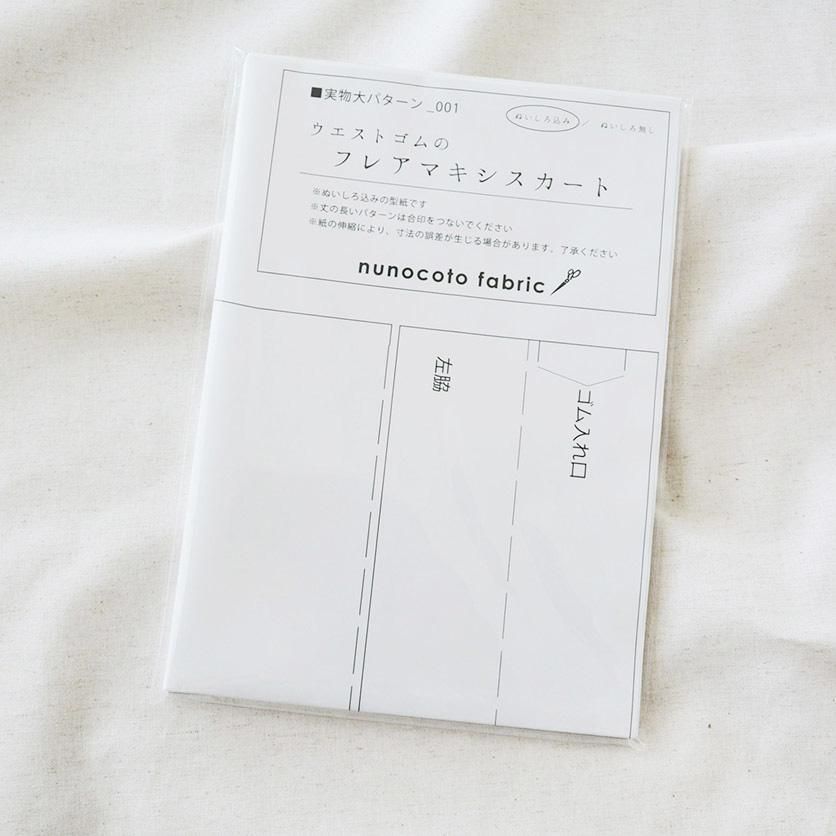 ■実物大パターン_001
ぬいしろ込み / ぬいしろ無し
ウエストゴムの
フレアマキシスカート
※ぬいしろ込みの型紙です
※丈の長いパターンは合印をつないでください
※紙の伸縮により、寸法の誤差が生じる場合があります。了承ください
nunocoto fabric
左脇
ゴム入れ口